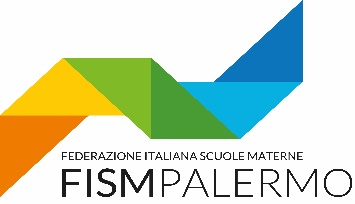 FEDERAZIONE ITALIANA SCUOLE MATERNE
FISMPALERMO